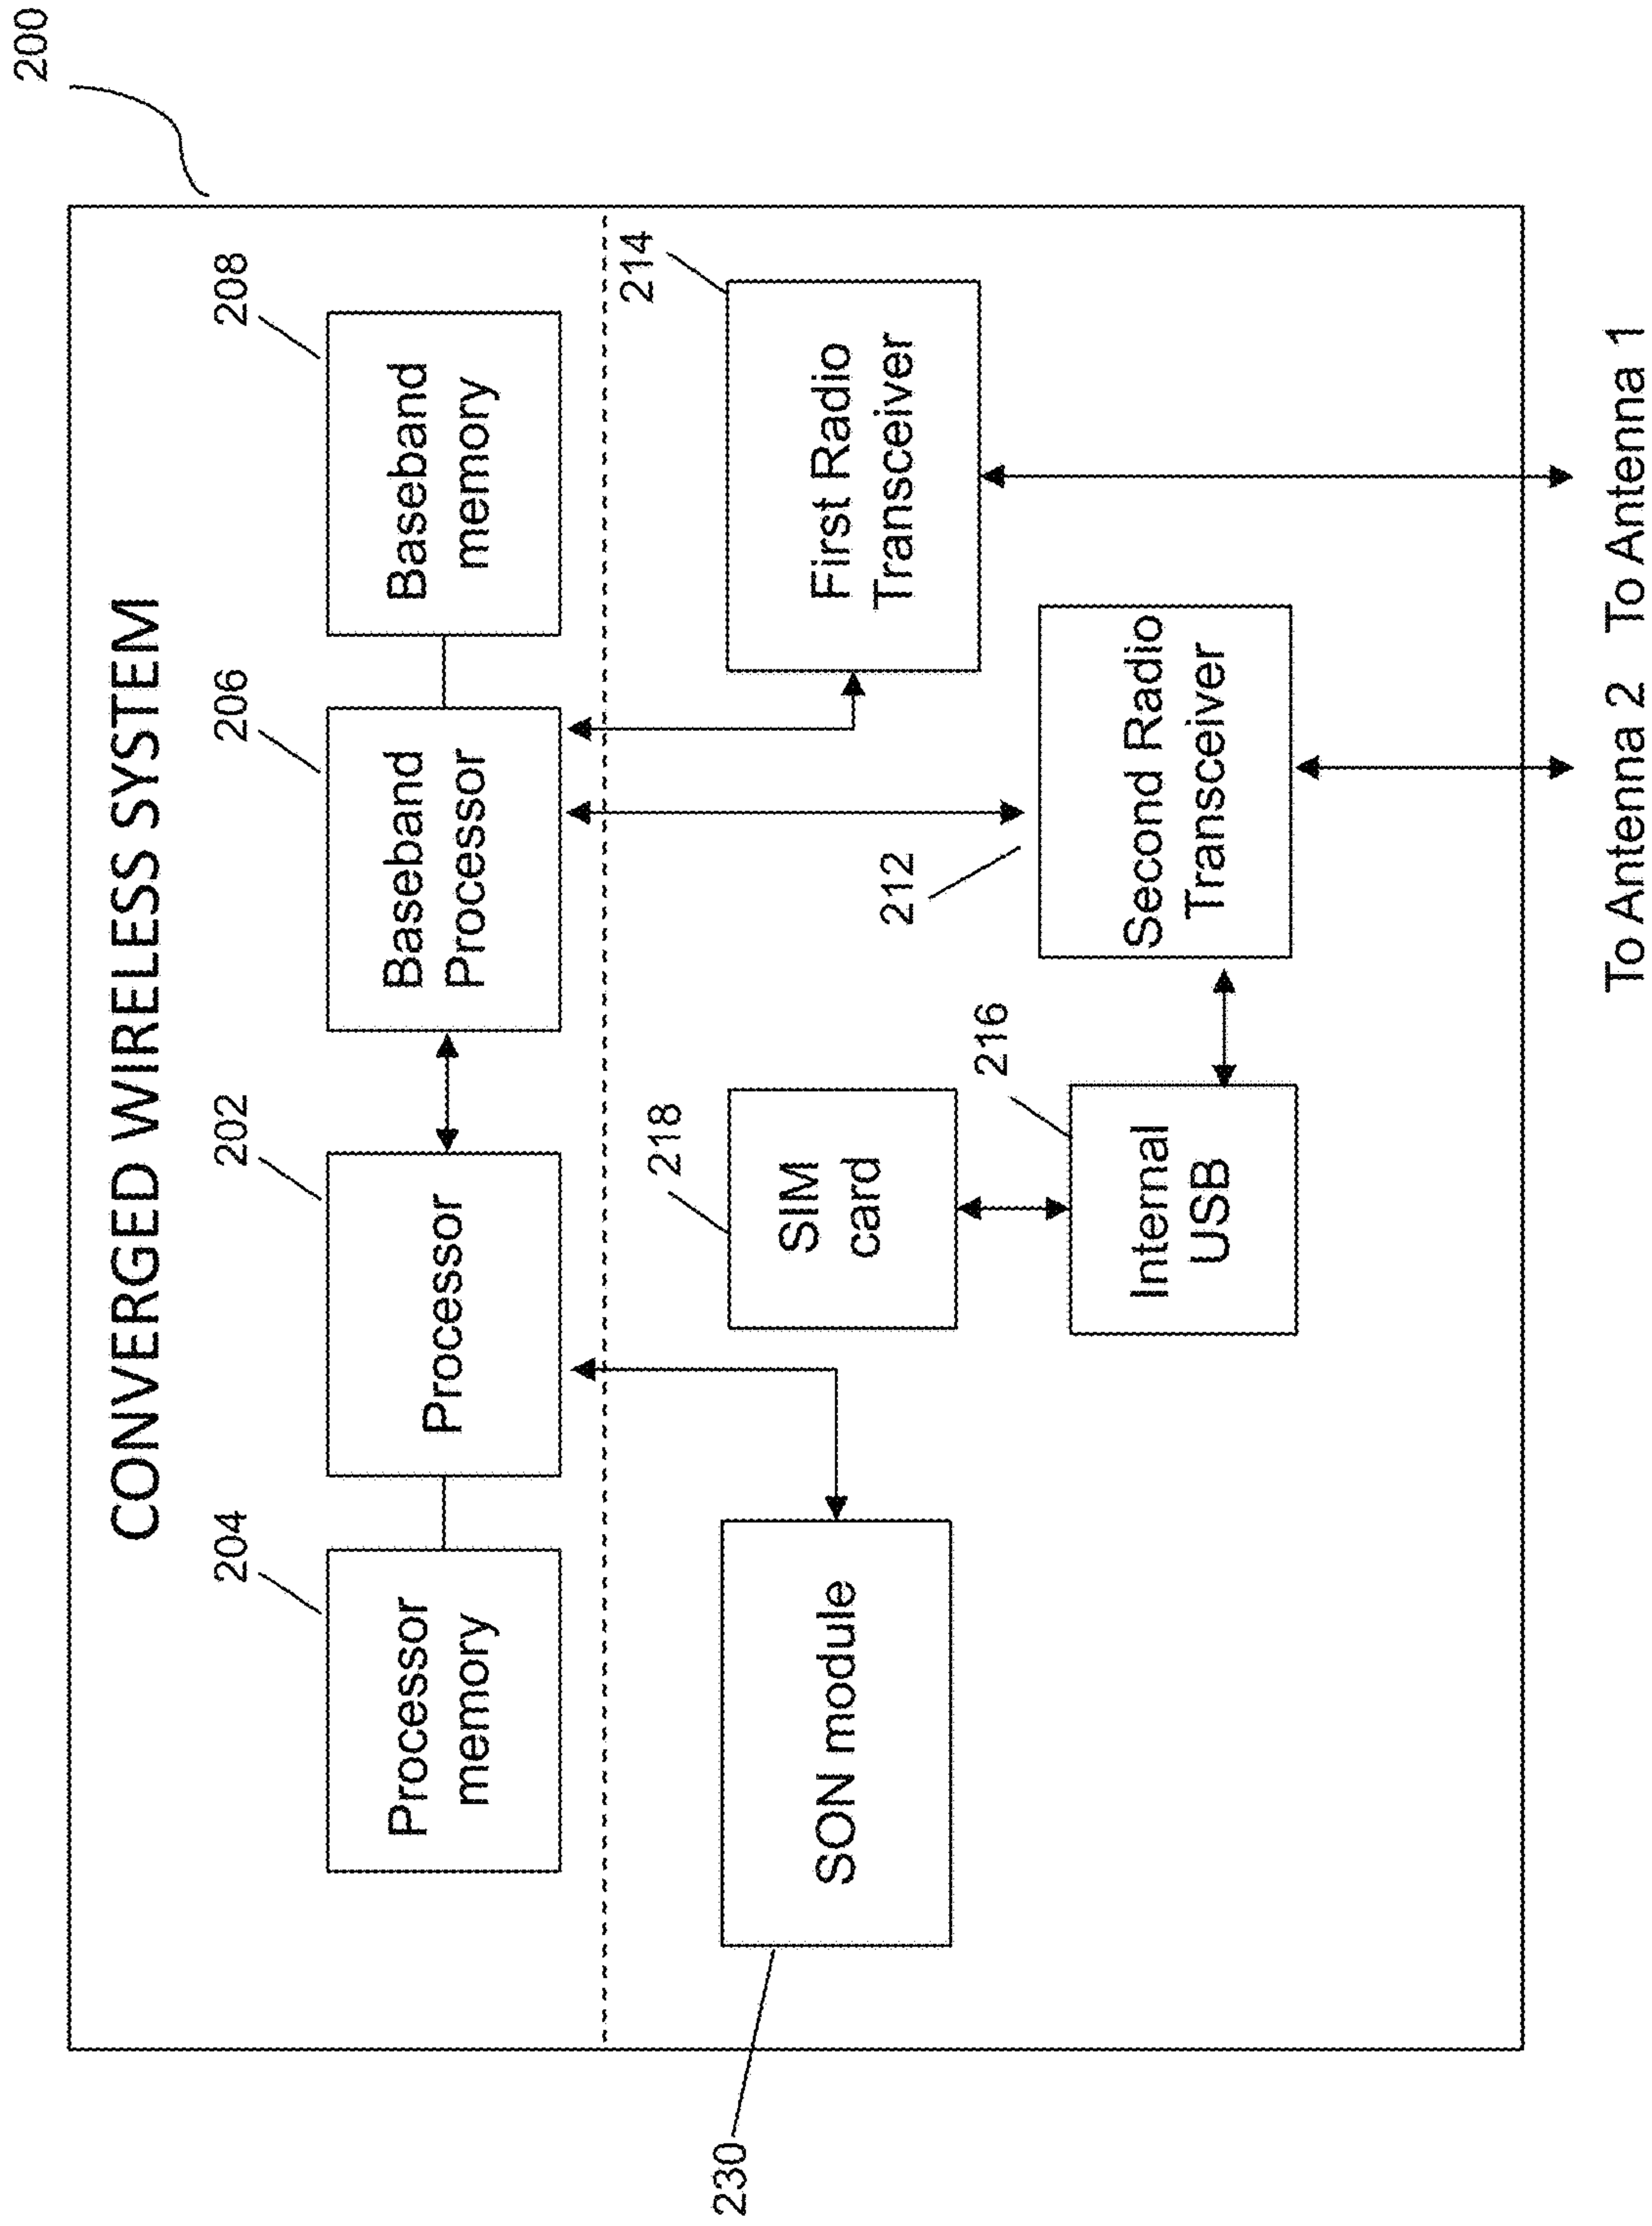 200
CONVERGED WIRELESS SYSTEM
204
202
206
208
Processor
memory
Processor
Baseband
Processor
Baseband
memory
230
SON module
218
SIM
card
214
First Radio
Transceiver
212
216
Internal
USB
Second Radio
Transceiver
To Antenna 2
To Antenna 1